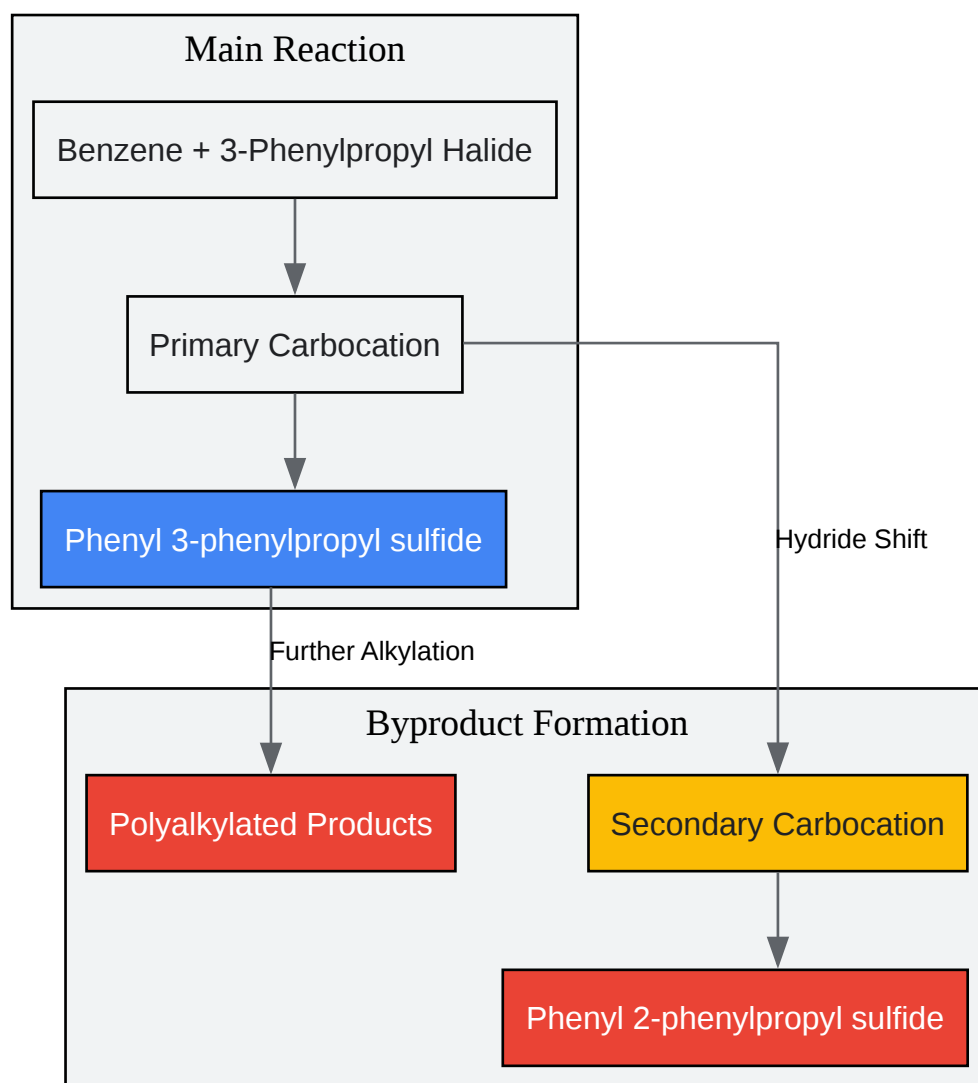 Main Reaction
Benzene + 3-Phenylpropyl Halide
Primary Carbocation
Phenyl 3-phenylpropyl sulfide
Hydride Shift
Further Alkylation
Byproduct Formation
Polyalkylated Products
Secondary Carbocation
Phenyl 2-phenylpropyl sulfide